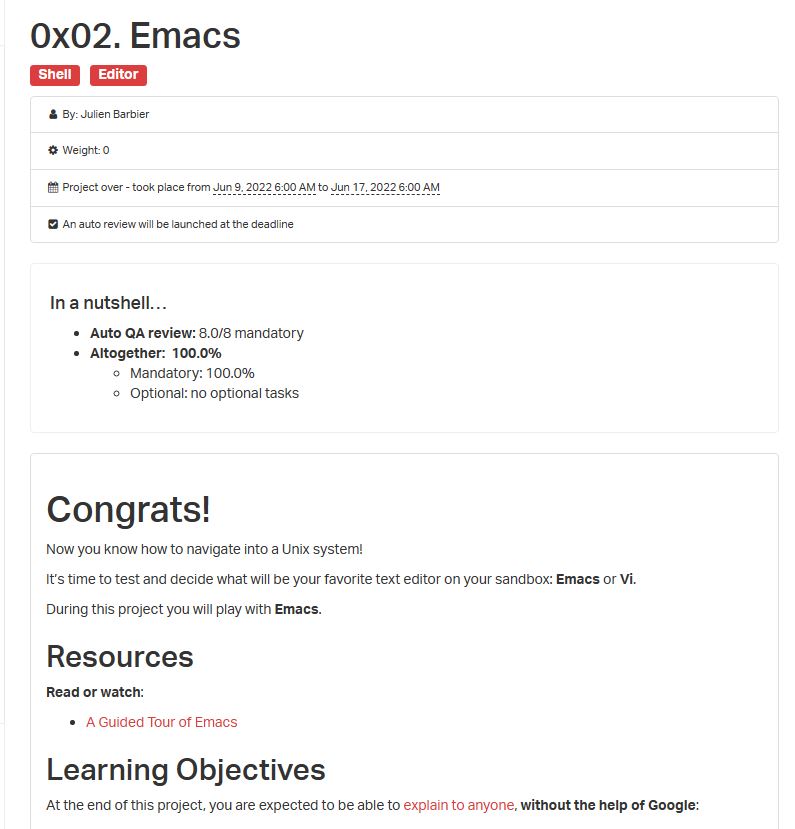 0x02. Emacs
Shell Editor
By: Julien Barbier
Weight: 0
Project over - took place from Jun 9, 2022 6:00 AM to Jun 17, 2022 6:00 AM
An auto review will be launched at the deadline
In a nutshell…
Auto QA review: 8.0/8 mandatory
Altogether: 100.0%
Mandatory: 100.0%
Optional: no optional tasks
Congrats!
Now you know how to navigate into a Unix system!
It's time to test and decide what will be your favorite text editor on your sandbox: Emacs or Vi.
During this project you will play with Emacs.
Resources
Read or watch:
A Guided Tour of Emacs
Learning Objectives
At the end of this project, you are expected to be able to explain to anyone, without the help of Google: